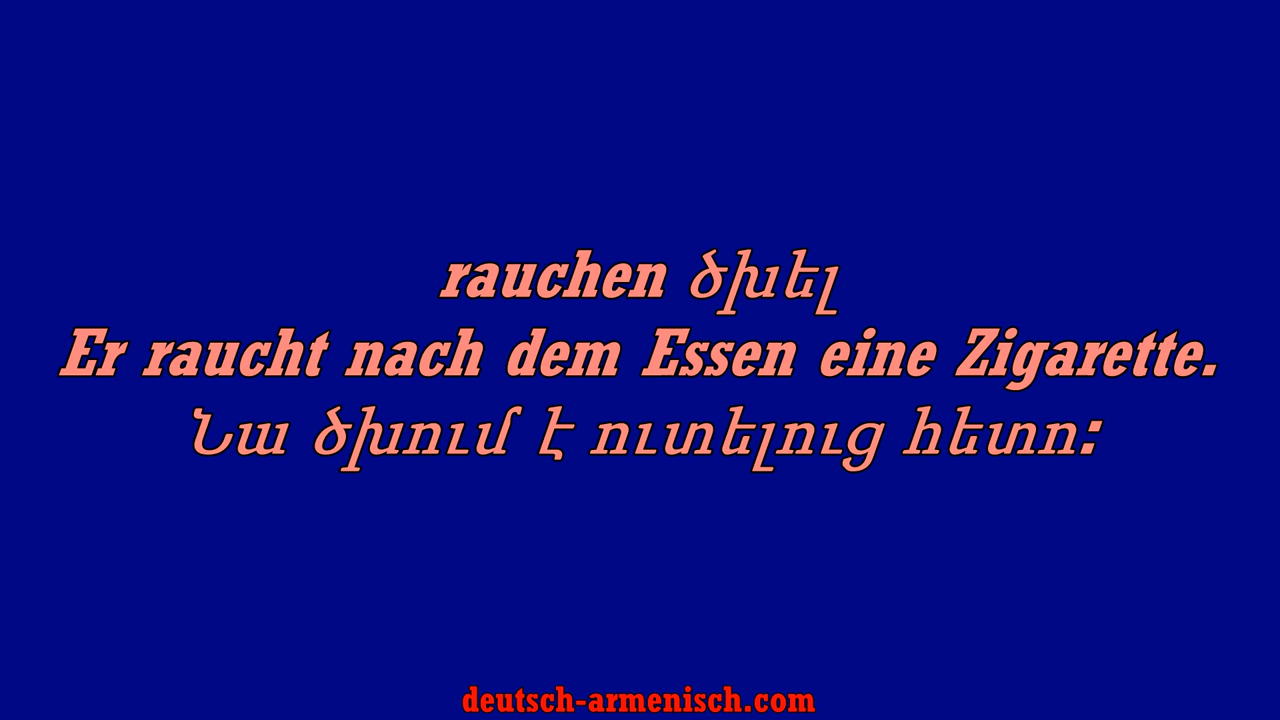 rauchen ծխել
Er raucht nach dem Essen eine Zigarette.
Նա ծխում է ուտելուց հետո:
deutsch-armenisch.com